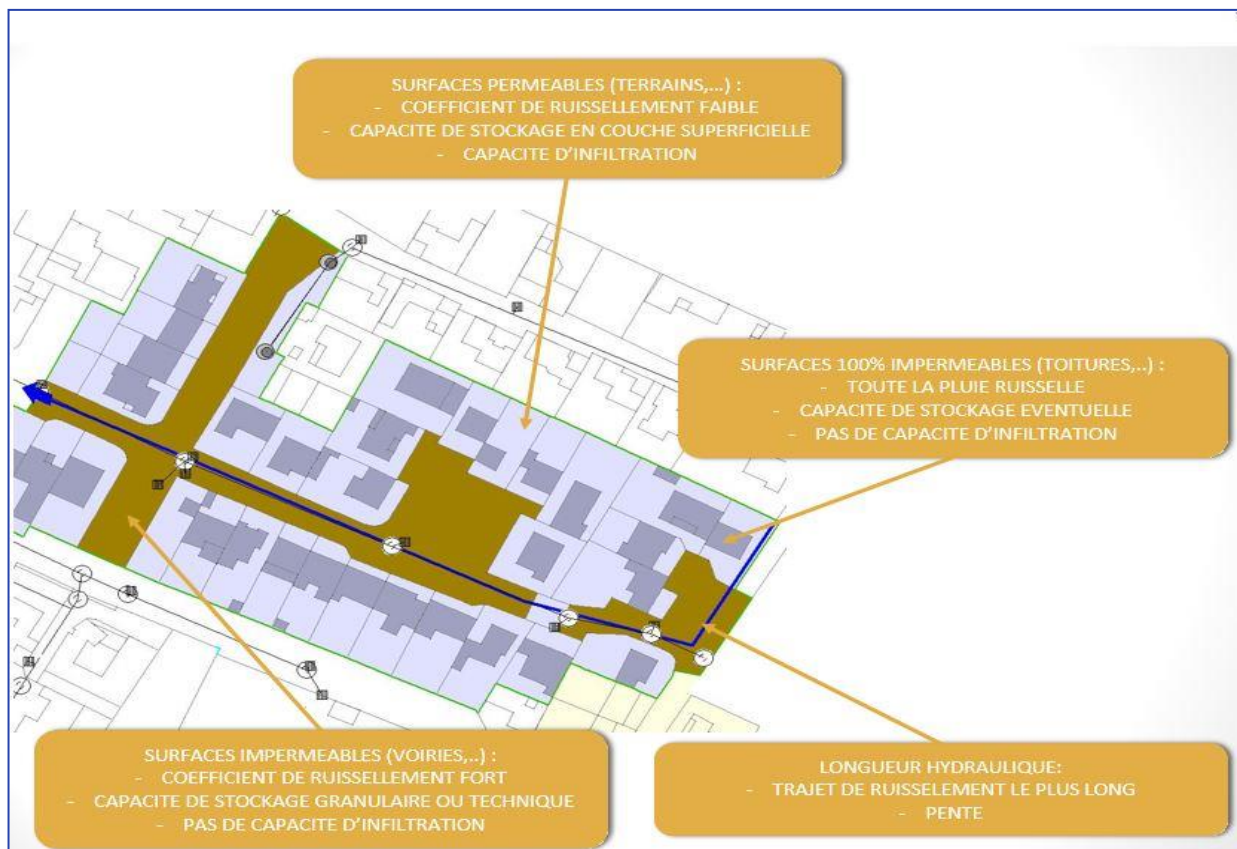 SURFACES PERMEABLES (TERRAINS,...) :
- COEFFICIENT DE RUISSELLEMENT FAIBLE
- CAPACITE DE STOCKAGE EN COUCHE SUPERFICIELLE
- CAPACITE D'INFILTRATION
SURFACES 100% IMPERMEABLES (TOITURES,..) :
- TOUTE LA PLUIE RUISSELLE
- CAPACITE DE STOCKAGE EVENTUELLE
- PAS DE CAPACITE D'INFILTRATION
SURFACES IMPERMEABLES (VOIRIES,..) :
- COEFFICIENT DE RUISSELLEMENT FORT
- CAPACITE DE STOCKAGE GRANULAIRE OU TECHNIQUE
- PAS DE CAPACITE D'INFILTRATION
LONGUEUR HYDRAULIQUE:
- TRAJET DE RUISSELEMENT LE PLUS LONG
- PENTE